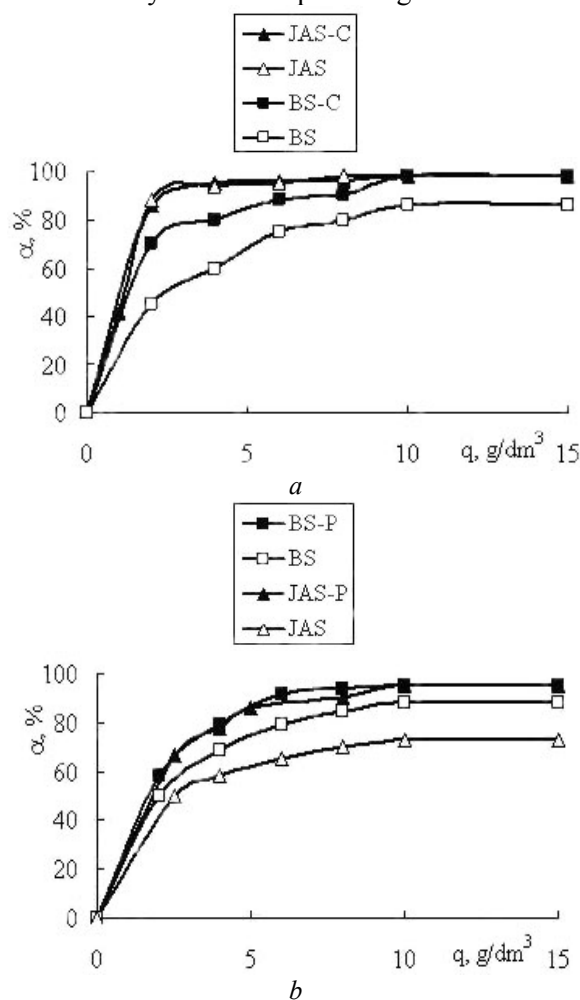 JAS-C
JAS
BS-C
BS
100
80
60
40
20
0
α, %
0 5 10 q, g/dm³ 15
a
BS-P
BS
JAS-P
JAS
100
80
60
40
20
0
α, %
0 5 10 q, g/dm³ 15
b